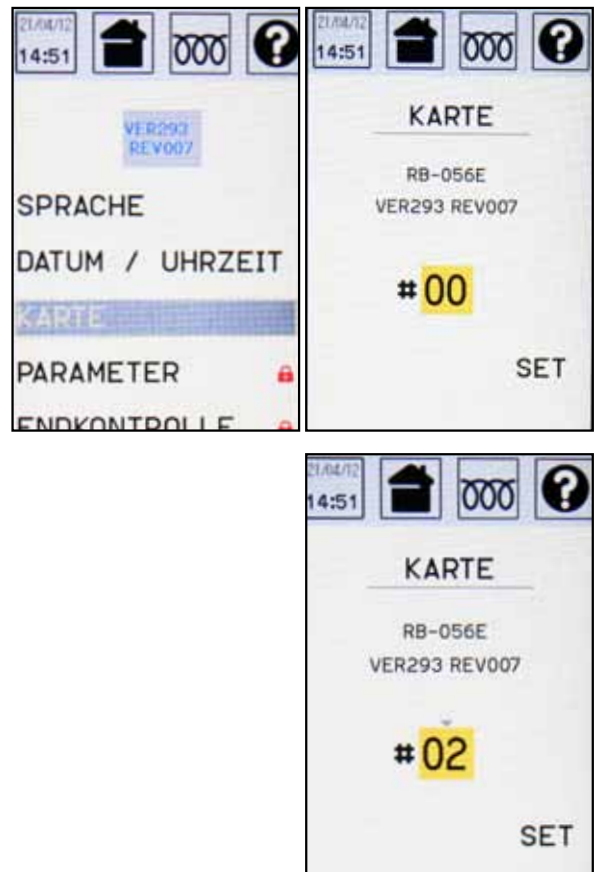 21/04/12
14:51
?
VER293
REV007
SPRACHE
DATUM / UHRZEIT
KARTE
PARAMETER
ENDKONTROLLE
21/04/12
14:51
?
KARTE
RB-056E
VER293 REV007
#00
SET
21/04/12
14:51
?
KARTE
RB-056E
VER293 REV007
#02
SET